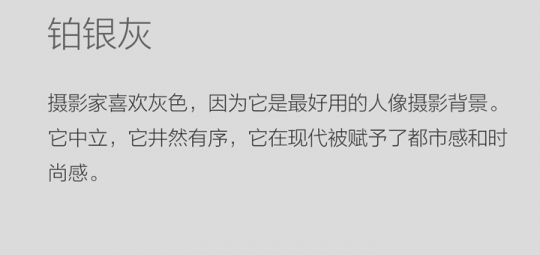 铂银灰
摄影家喜欢灰色，因为它是最好用的人像摄影背景。
它中立，它井然有序，它在现代被赋予了都市感和时
尚感。